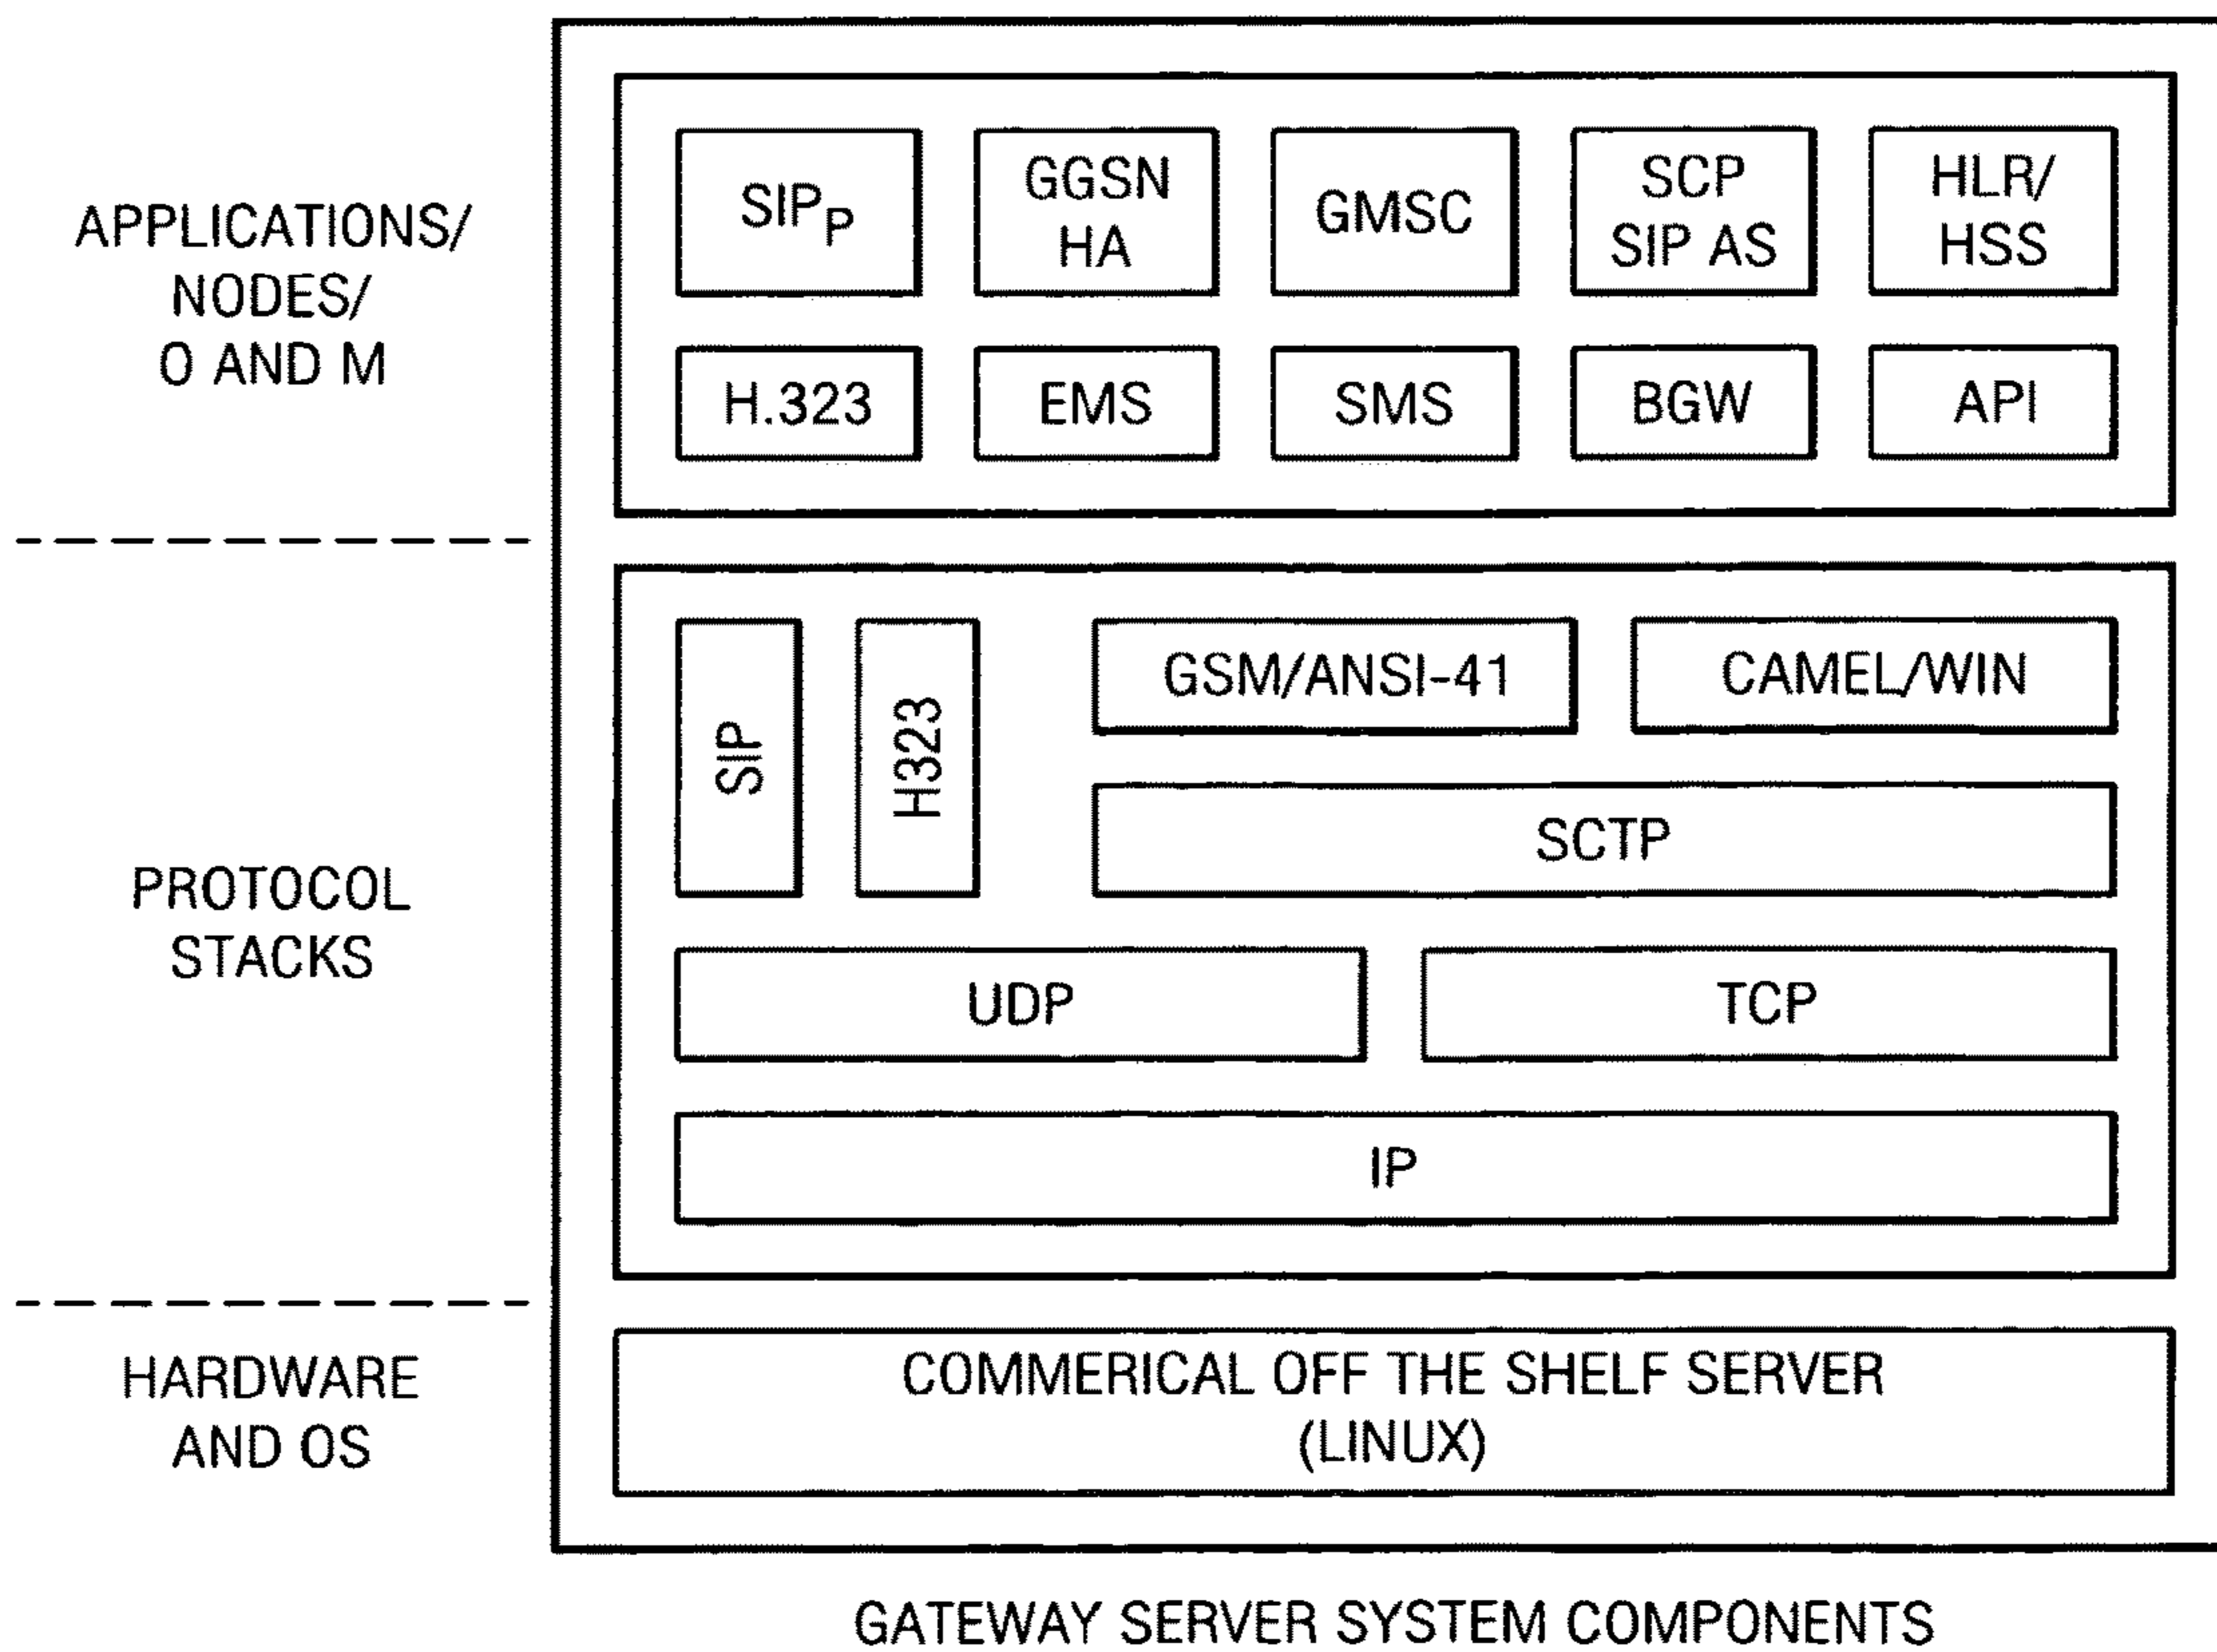 APPLICATIONS/
NODES/
O AND M
SIPP
GGSN
HA
GMSC
SCP
SIP AS
HLR/
HSS
H.323
EMS
SMS
BGW
API
PROTOCOL
STACKS
SIP
H323
GSM/ANSI-41
CAMEL/WIN
SCTP
UDP
TCP
IP
HARDWARE
AND OS
COMMERICAL OFF THE SHELF SERVER
(LINUX)
GATEWAY SERVER SYSTEM COMPONENTS